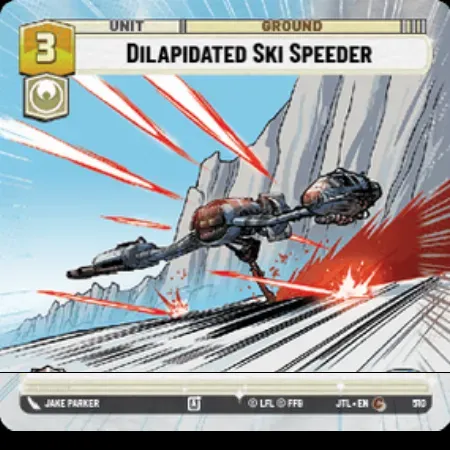 UNIT
GROUND
3
DILAPIDATED SKI SPEEDER
JAKE PARKER
© LFL © FFG
JTL • EN
510